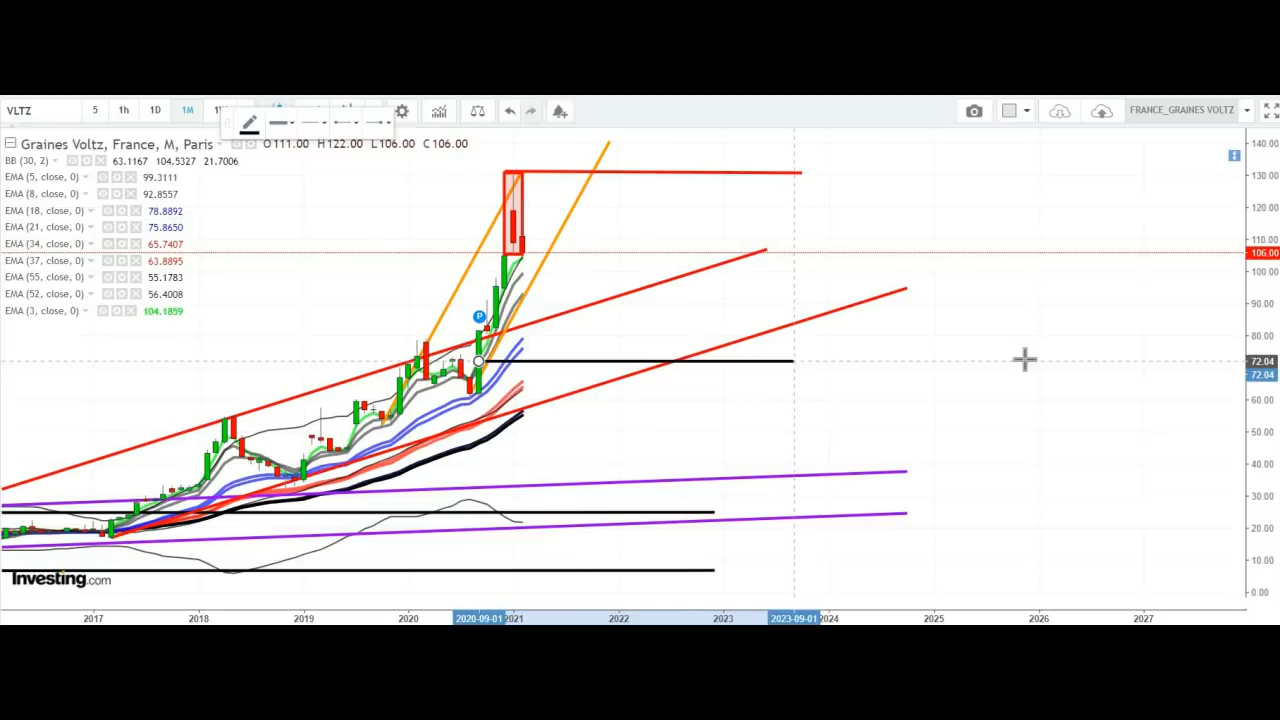 VLTZ 5 1h 1D 1M FRANCE_GRAINES VOLTZ
Graines Voltz, France, M, Paris O 111.00 H 122.00 L 106.00 C 106.00
BB (30, 2) 63.1167 104.5327 21.7006
EMA (5, close, 0) 99.3111
EMA (8, close, 0) 92.8557
EMA (18, close, 0) 78.8892
EMA (21, close, 0) 75.8650
EMA (34, close, 0) 65.7407
EMA (37, close, 0) 63.8895
EMA (55, close, 0) 55.1783
EMA (52, close, 0) 56.4008
EMA (3, close, 0) 104.1859
140.00
130.00
120.00
110.00
106.00
100.00
90.00
80.00
72.04
72.04
60.00
50.00
40.00
30.00
20.00
10.00
0.00
P
Investing.com
2017 2018 2019 2020 2020-09-01 2021 2022 2023 2023-09-01 2024 2025 2026 2027